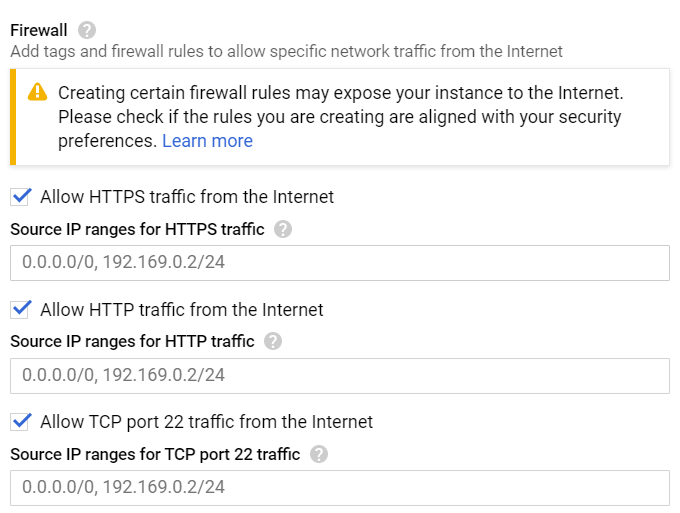 Firewall ?
Add tags and firewall rules to allow specific network traffic from the Internet
Creating certain firewall rules may expose your instance to the Internet.
Please check if the rules you are creating are aligned with your security
preferences. Learn more
Allow HTTPS traffic from the Internet
Source IP ranges for HTTPS traffic ?
0.0.0.0/0, 192.169.0.2/24
Allow HTTP traffic from the Internet
Source IP ranges for HTTP traffic ?
0.0.0.0/0, 192.169.0.2/24
Allow TCP port 22 traffic from the Internet
Source IP ranges for TCP port 22 traffic ?
0.0.0.0/0, 192.169.0.2/24